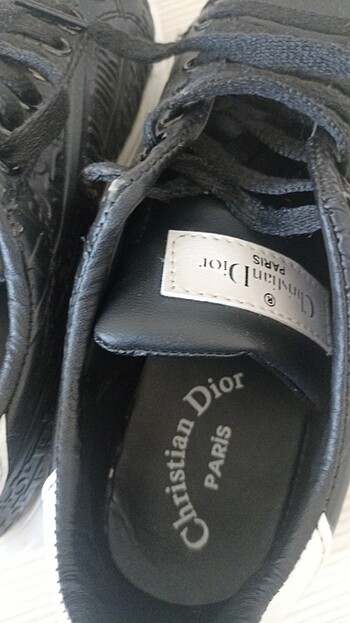 Christian Dior
PARIS
®
Christian Dior
PARIS